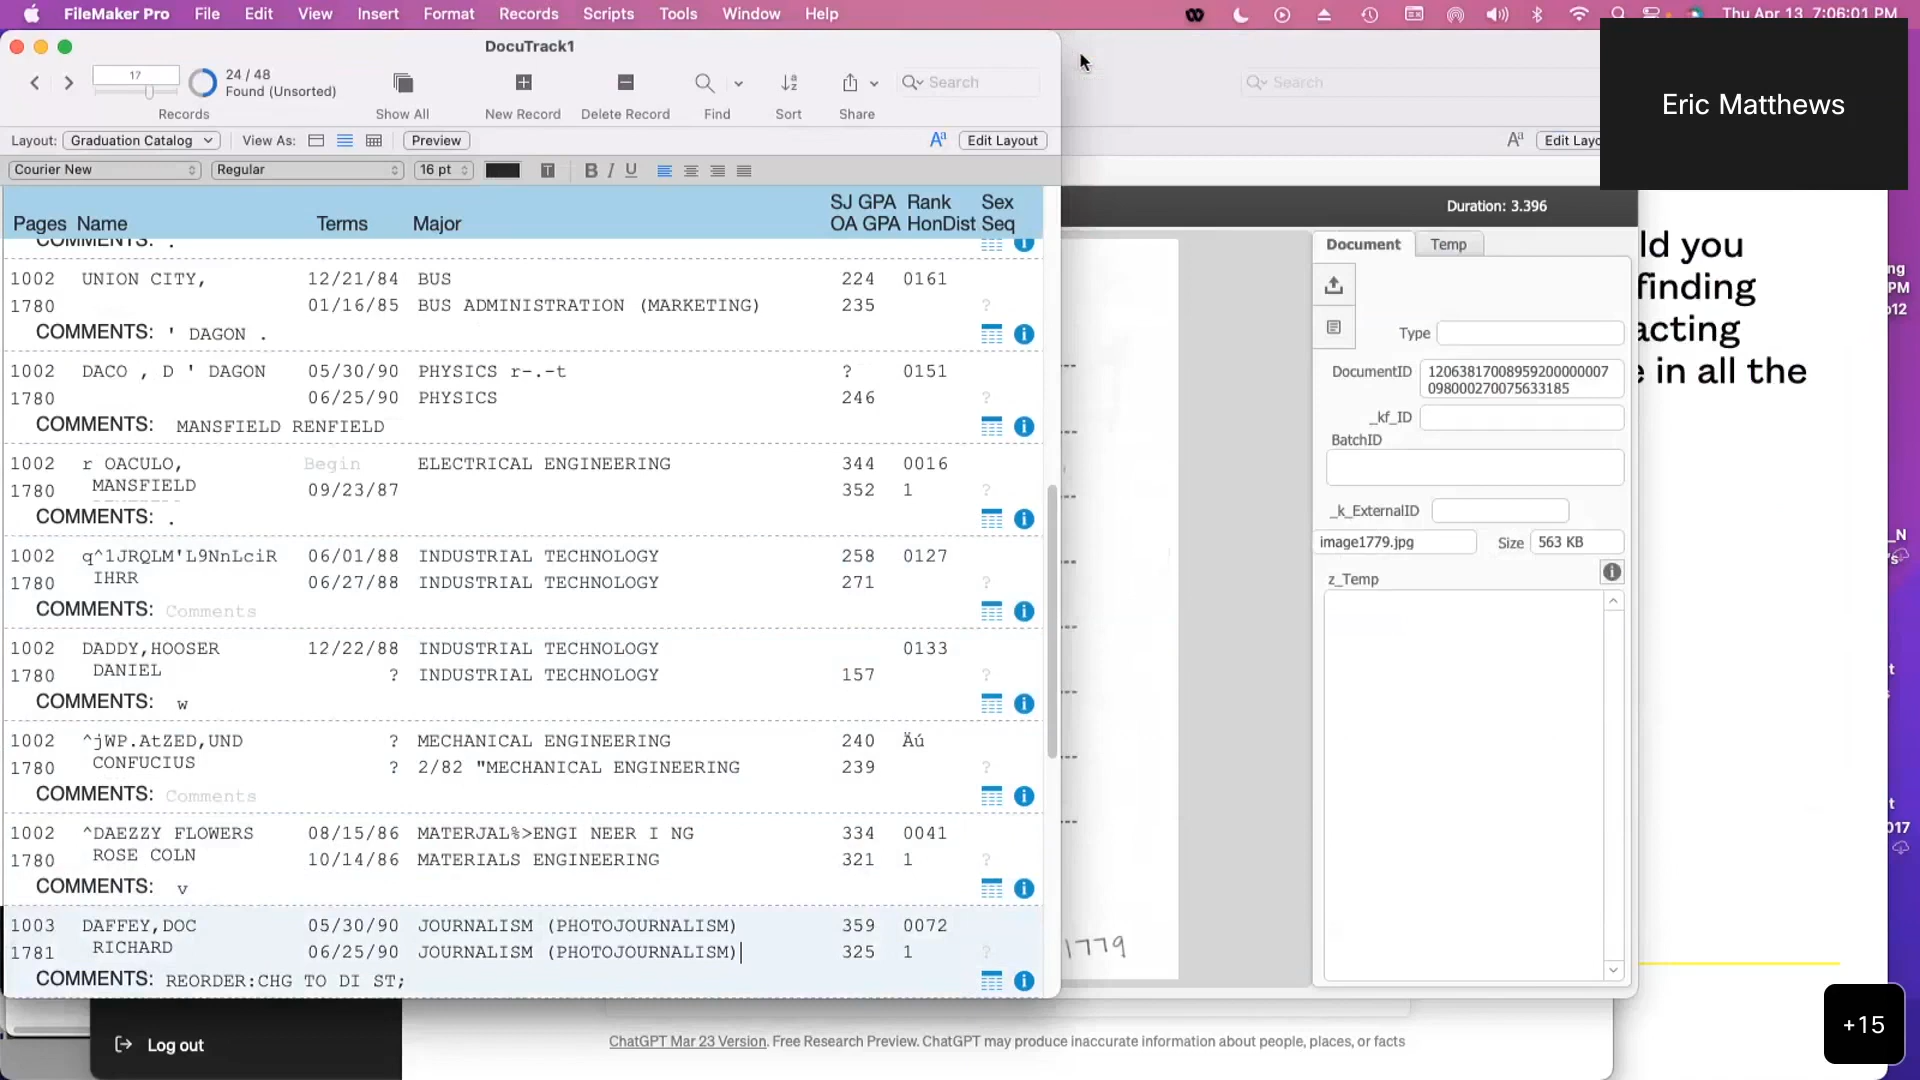 FileMaker Pro File Edit View Insert Format Records Scripts Tools Window Help
Thu Apr 13 7:06:01 PM
DocuTrack1
17
24 / 48
Found (Unsorted)
Records
Show All
New Record
Delete Record
Find
Sort
Share
Search
Search
Eric Matthews
Layout: Graduation Catalog View As: Preview
Aa Edit Layout
Aa
Courier New Regular 16 pt B I U
Pages Name Terms Major SJ GPA Rank Sex
OA GPA HonDist Seq
COMMENTS: .
1002 UNION CITY, 12/21/84 BUS 224 0161
1780 01/16/85 BUS ADMINISTRATION (MARKETING) 235 ?
COMMENTS: ' DAGON .
1002 DACO , D ' DAGON 05/30/90 PHYSICS r-.-t ? 0151
1780 06/25/90 PHYSICS 246 ?
COMMENTS: MANSFIELD RENFIELD
1002 r OACULO, Begin ELECTRICAL ENGINEERING 344 0016
MANSFIELD
1780 09/23/87 352 1 ?
COMMENTS: .
1002 q^1JRQLM'L9NnLciR 06/01/88 INDUSTRIAL TECHNOLOGY 258 0127
IHRR
1780 06/27/88 INDUSTRIAL TECHNOLOGY 271 ?
COMMENTS: Comments
1002 DADDY,HOOSER 12/22/88 INDUSTRIAL TECHNOLOGY 0133
DANIEL
1780 ? INDUSTRIAL TECHNOLOGY 157 ?
COMMENTS: w
1002 ^jWP.AtZED,UND ? MECHANICAL ENGINEERING 240 Äú
CONFUCIUS
1780 ? 2/82 "MECHANICAL ENGINEERING 239 ?
COMMENTS: Comments
1002 ^DAEZZY FLOWERS 08/15/86 MATERJAL%>ENGI NEER I NG 334 0041
ROSE COLN
1780 10/14/86 MATERIALS ENGINEERING 321 1 ?
COMMENTS: v
1003 DAFFEY,DOC 05/30/90 JOURNALISM (PHOTOJOURNALISM) 359 0072
RICHARD
1781 06/25/90 JOURNALISM (PHOTOJOURNALISM) 325 1 ?
COMMENTS: REORDER:CHG TO DI ST;
Duration: 3.396
Document Temp
Type
DocumentID 12063817008959200000007
098000270075633185
_kf_ID
BatchID
_k_ExternalID
image1779.jpg Size 563 KB
z_Temp
1779
ld you
finding
acting
e in all the
ng
PM
o12
_N
's
t
t
017
Log out
ChatGPT Mar 23 Version. Free Research Preview. ChatGPT may produce inaccurate information about people, places, or facts
+15